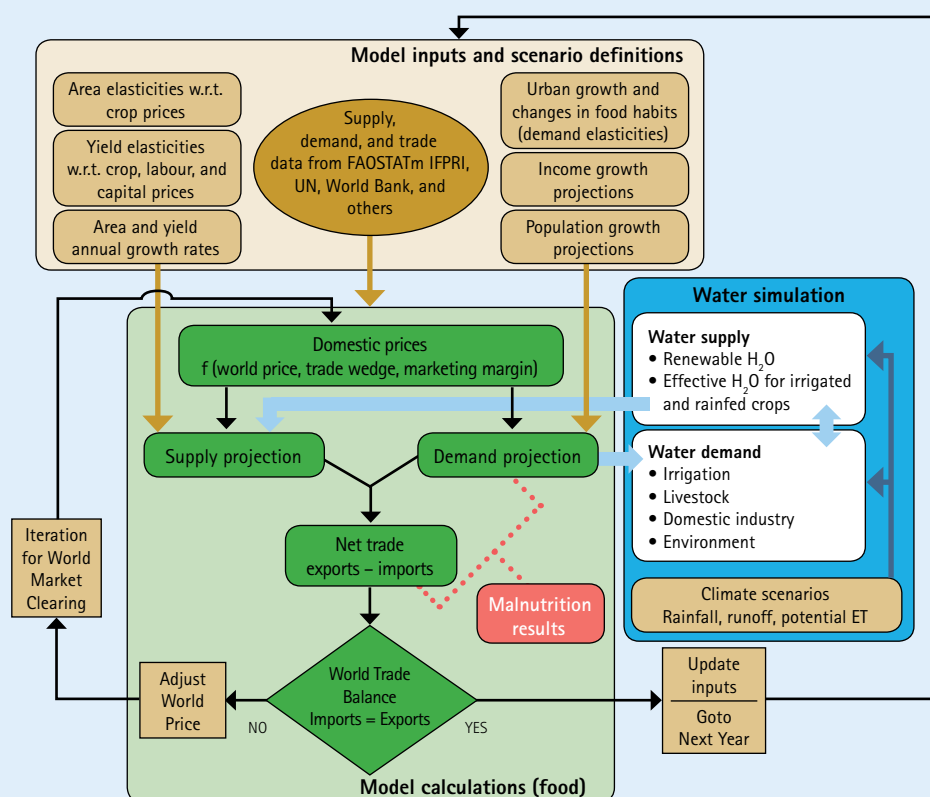 Model inputs and scenario definitions
Area elasticities w.r.t.
crop prices
Yield elasticities
w.r.t. crop, labour, and
capital prices
Area and yield
annual growth rates
Supply,
demand, and trade
data from FAOSTATm IFPRI,
UN, World Bank, and
others
Urban growth and
changes in food habits
(demand elasticities)
Income growth
projections
Population growth
projections
Domestic prices
f (world price, trade wedge, marketing margin)
Supply projection
Demand projection
Net trade
exports – imports
Malnutrition
results
World Trade
Balance
Imports = Exports
NO
YES
Model calculations (food)
Iteration
for World
Market
Clearing
Adjust
World
Price
Update
inputs
Goto
Next Year
Water simulation
Water supply
• Renewable H₂O
• Effective H₂O for irrigated
and rainfed crops
Water demand
• Irrigation
• Livestock
• Domestic industry
• Environment
Climate scenarios
Rainfall, runoff, potential ET